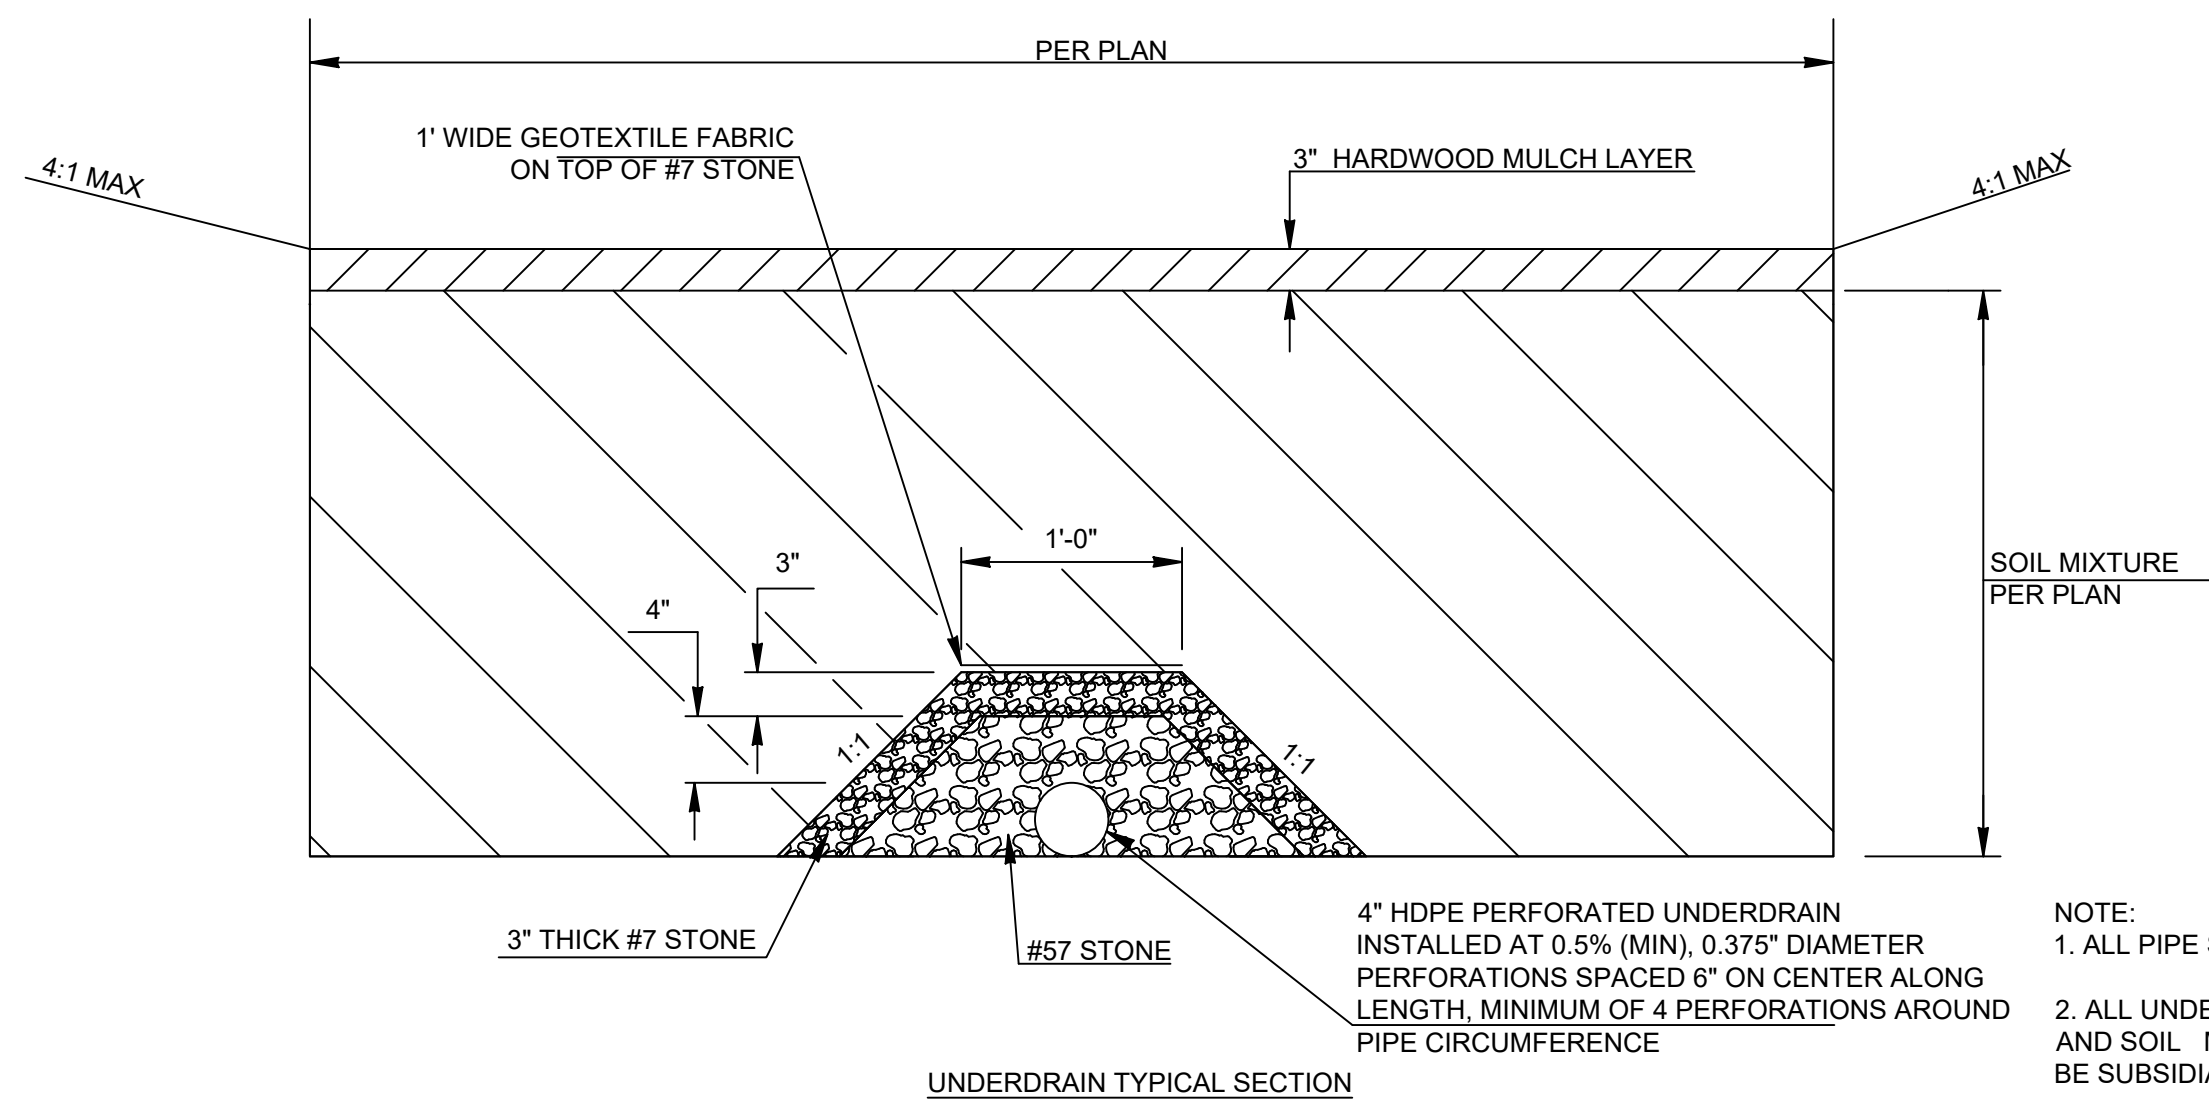 PER PLAN
1' WIDE GEOTEXTILE FABRIC
ON TOP OF #7 STONE
3" HARDWOOD MULCH LAYER
4:1 MAX
4:1 MAX
1'-0"
3"
4"
SOIL MIXTURE
PER PLAN
1:1
1:1
3" THICK #7 STONE
#57 STONE
4" HDPE PERFORATED UNDERDRAIN
INSTALLED AT 0.5% (MIN), 0.375" DIAMETER
PERFORATIONS SPACED 6" ON CENTER ALONG
LENGTH, MINIMUM OF 4 PERFORATIONS AROUND
PIPE CIRCUMFERENCE
NOTE:
1. ALL PIPE
2. ALL
AND SOIL
BE
UNDERDRAIN TYPICAL SECTION